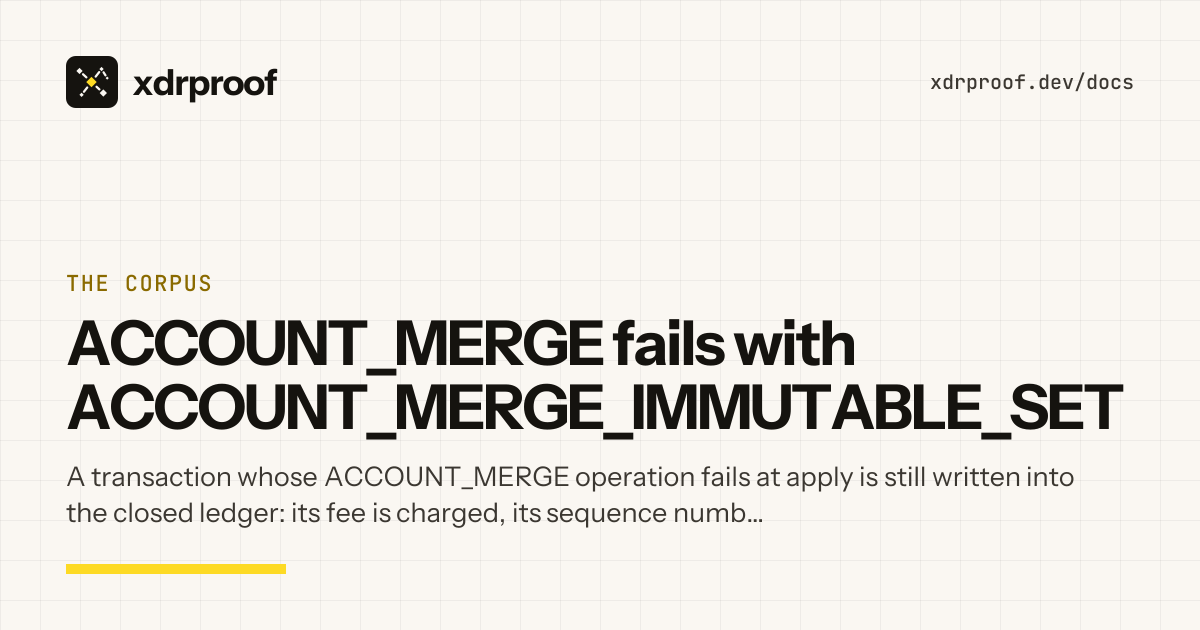 xdrproof
xdrproof.dev/docs
THE CORPUS
ACCOUNT_MERGE fails with
ACCOUNT_MERGE_IMMUTABLE_SET
A transaction whose ACCOUNT_MERGE operation fails at apply is still written into
the closed ledger: its fee is charged, its sequence numb...